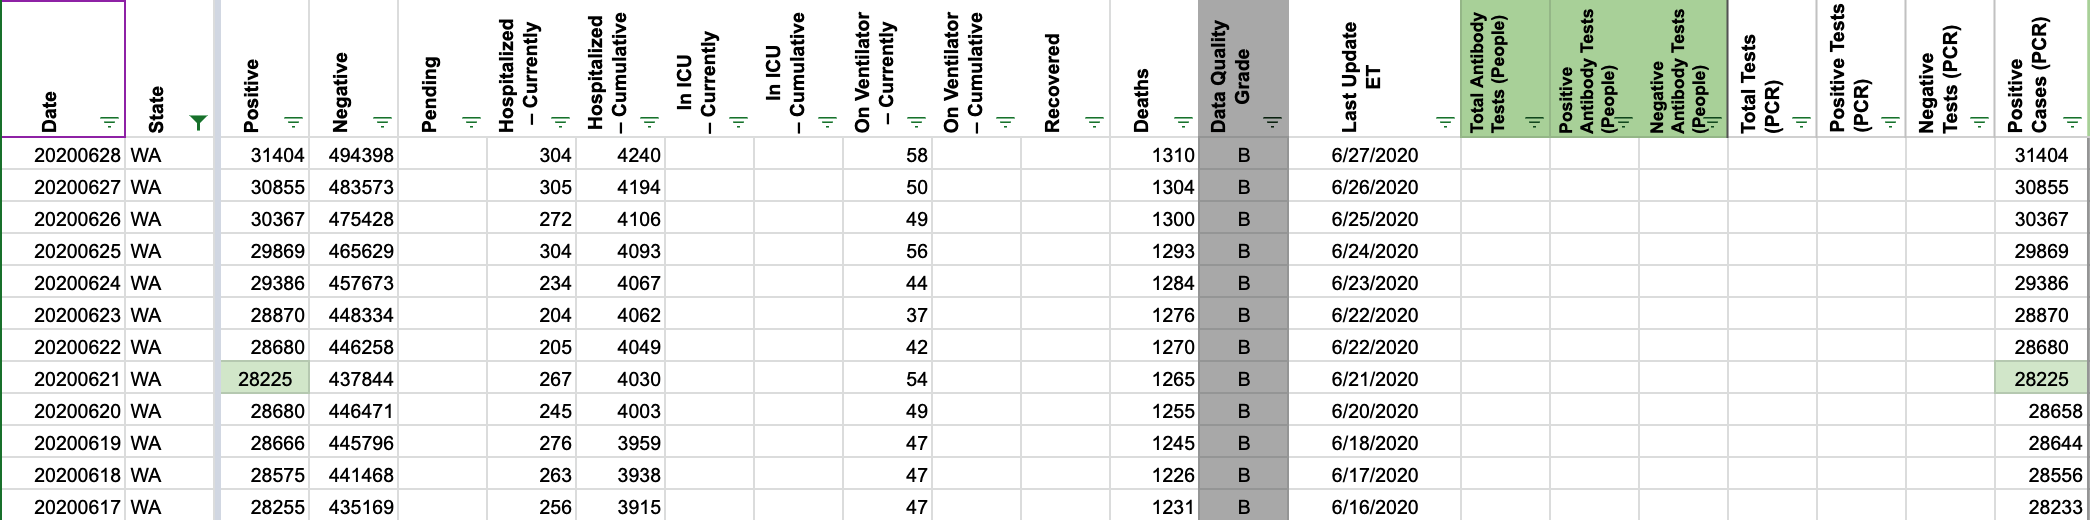 Date State Positive Negative Pending Hospitalized – Currently Hospitalized – Cumulative In ICU – Currently In ICU – Cumulative On Ventilator – Currently On Ventilator – Cumulative Recovered Deaths Data Quality Grade Last Update ET Total Antibody Tests (People) Positive Antibody Tests (People) Negative Antibody Tests (People) Total Tests (PCR) Positive Tests (PCR) Negative Tests (PCR) Positive Cases (PCR)
20200628 WA 31404 494398 304 4240 58 1310 B 6/27/2020 31404
20200627 WA 30855 483573 305 4194 50 1304 B 6/26/2020 30855
20200626 WA 30367 475428 272 4106 49 1300 B 6/25/2020 30367
20200625 WA 29869 465629 304 4093 56 1293 B 6/24/2020 29869
20200624 WA 29386 457673 234 4067 44 1284 B 6/23/2020 29386
20200623 WA 28870 448334 204 4062 37 1276 B 6/22/2020 28870
20200622 WA 28680 446258 205 4049 42 1270 B 6/22/2020 28680
20200621 WA 28225 437844 267 4030 54 1265 B 6/21/2020 28225
20200620 WA 28680 446471 245 4003 49 1255 B 6/20/2020 28658
20200619 WA 28666 445796 276 3959 47 1245 B 6/18/2020 28644
20200618 WA 28575 441468 263 3938 47 1226 B 6/17/2020 28556
20200617 WA 28255 435169 256 3915 47 1231 B 6/16/2020 28233